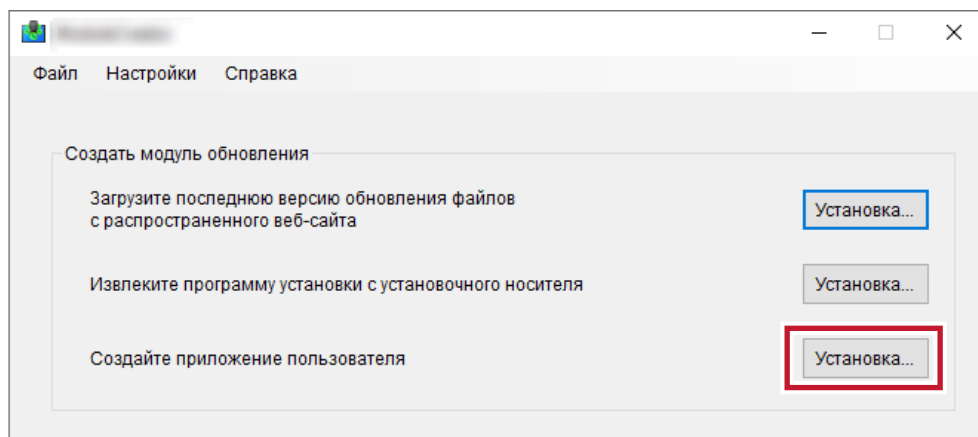 Файл Настройки Справка
Создать модуль обновления
Загрузите последнюю версию обновления файлов
с распространенного веб-сайта
Установка...
Извлеките программу установки с установочного носителя
Установка...
Создайте приложение пользователя
Установка...